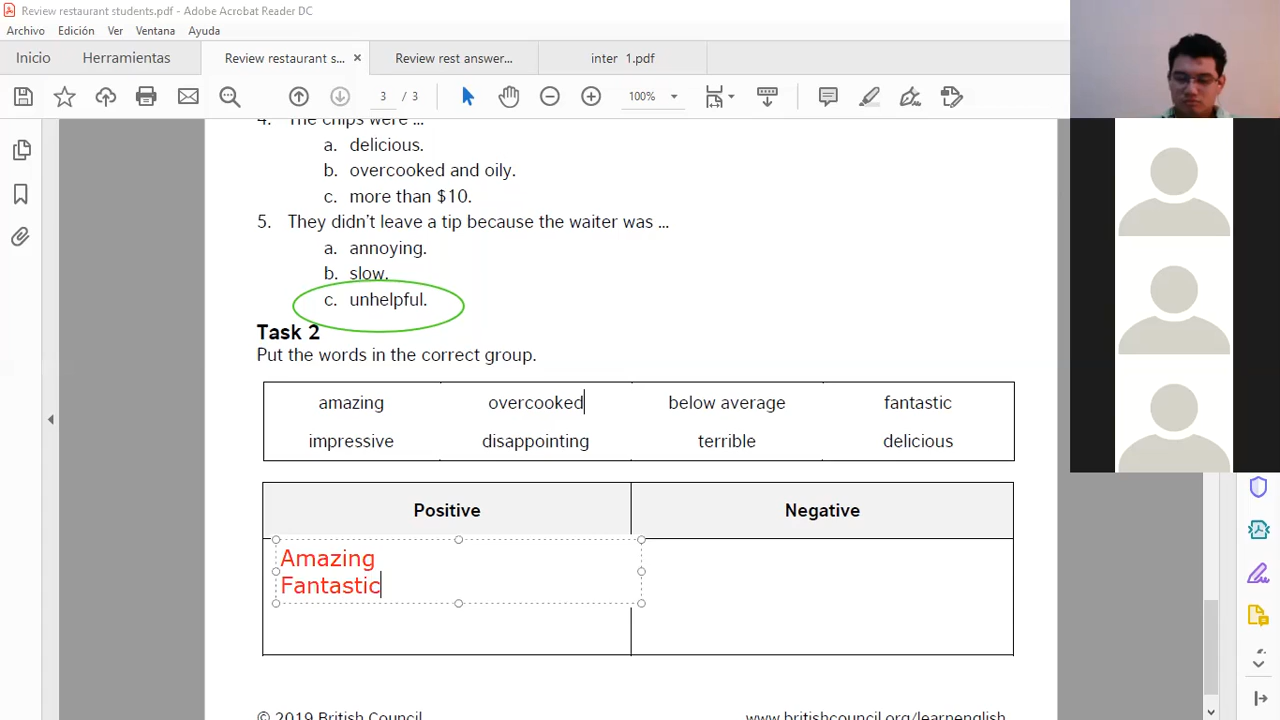 Review restaurant students.pdf - Adobe Acrobat Reader DC
Archivo Edición Ver Ventana Ayuda
Inicio Herramientas Review restaurant s... × Review rest answer... inter 1.pdf
3 / 3 100%
4. The chips were ...
a. delicious.
b. overcooked and oily.
c. more than $10.
5. They didn't leave a tip because the waiter was ...
a. annoying.
b. slow.
c. unhelpful.
Task 2
Put the words in the correct group.
amazing overcooked below average fantastic
impressive disappointing terrible delicious
Positive Negative
Amazing
Fantastic
© 2019 British Council www.britishcouncil.org/learnenglish